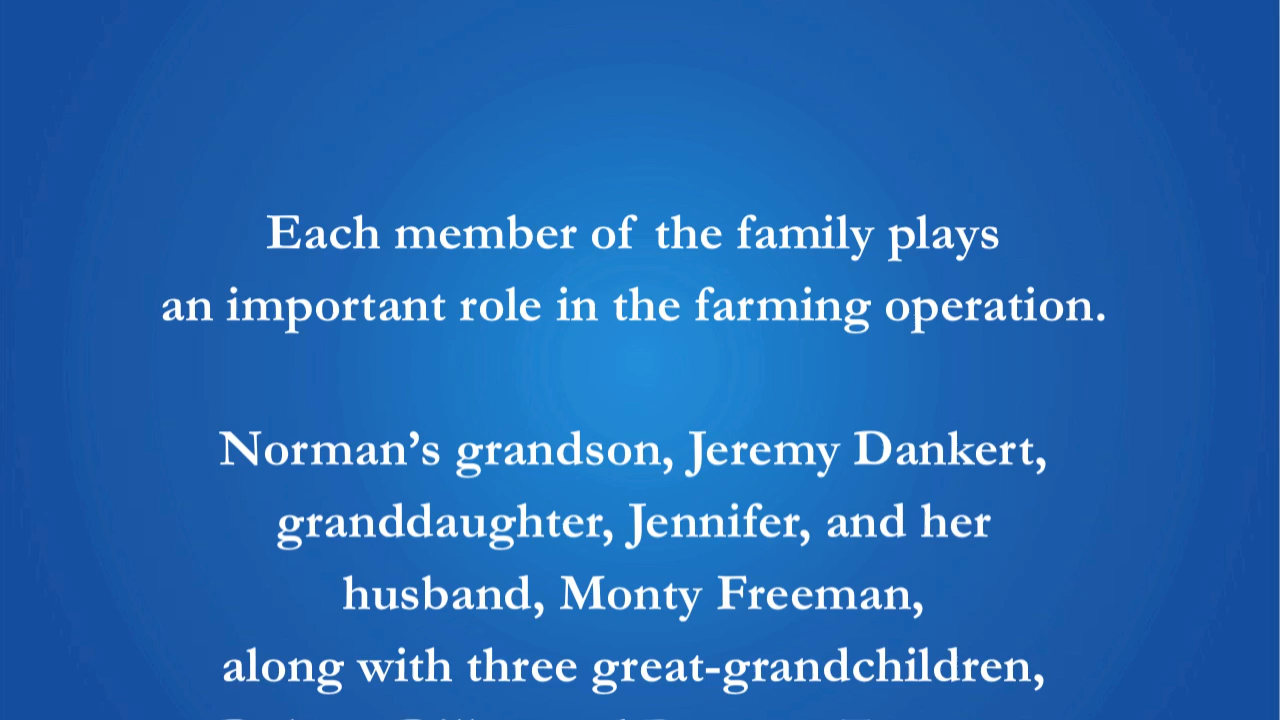 Each member of the family plays
an important role in the farming operation.
Norman’s grandson, Jeremy Dankert,
granddaughter, Jennifer, and her
husband, Monty Freeman,
along with three great-grandchildren,